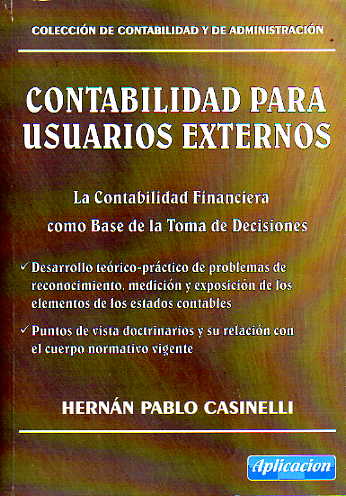 COLECCIÓN DE CONTABILIDAD Y DE ADMINISTRACIÓN
CONTABILIDAD PARA
USUARIOS EXTERNOS
La Contabilidad Financiera
como Base de la Toma de Decisiones
✓ Desarrollo teórico-práctico de problemas de
reconocimiento, medición y exposición de los
elementos de los estados contables
✓ Puntos de vista doctrinarios y su relación con
el cuerpo normativo vigente
HERNÁN PABLO CASINELLI
Aplicacion